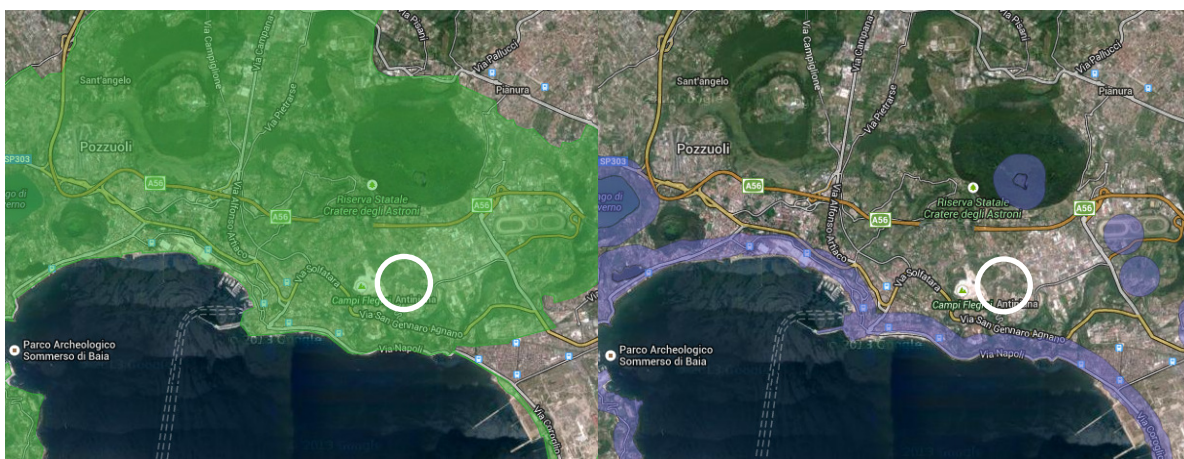 Via Campiglione
Via Campana
Via Pisani
Via Pallucci
Sant'angelo
Via Pietrarse
Pianura
Pozzuoli
SP303
A56
Via Alfonso Artiaco
A56
A56
Riserva Statale
Cratere degli Astroni
Via Solfatara
Campi Flegrei
Via San Gennaro Agnano
Via Napoli
Parco Archeologico
Sommerso di Baia
Via Coroglio
Via Campiglione
Via Campana
Via Pisani
Via Pallucci
Sant'angelo
Via Pietrarse
Pianura
Pozzuoli
SP303
A56
Via Alfonso Artiaco
A56
A56
Riserva Statale
Cratere degli Astroni
Via Solfatara
Campi Flegrei
Via San Gennaro Agnano
Via Napoli
Parco Archeologico
Sommerso di Baia